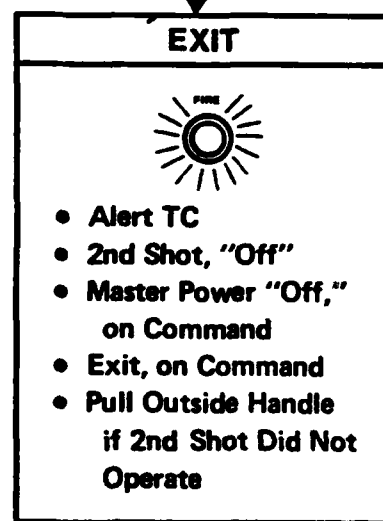 EXIT
FIRE
• Alert TC
• 2nd Shot, "Off"
• Master Power "Off,"
on Command
• Exit, on Command
• Pull Outside Handle
if 2nd Shot Did Not
Operate